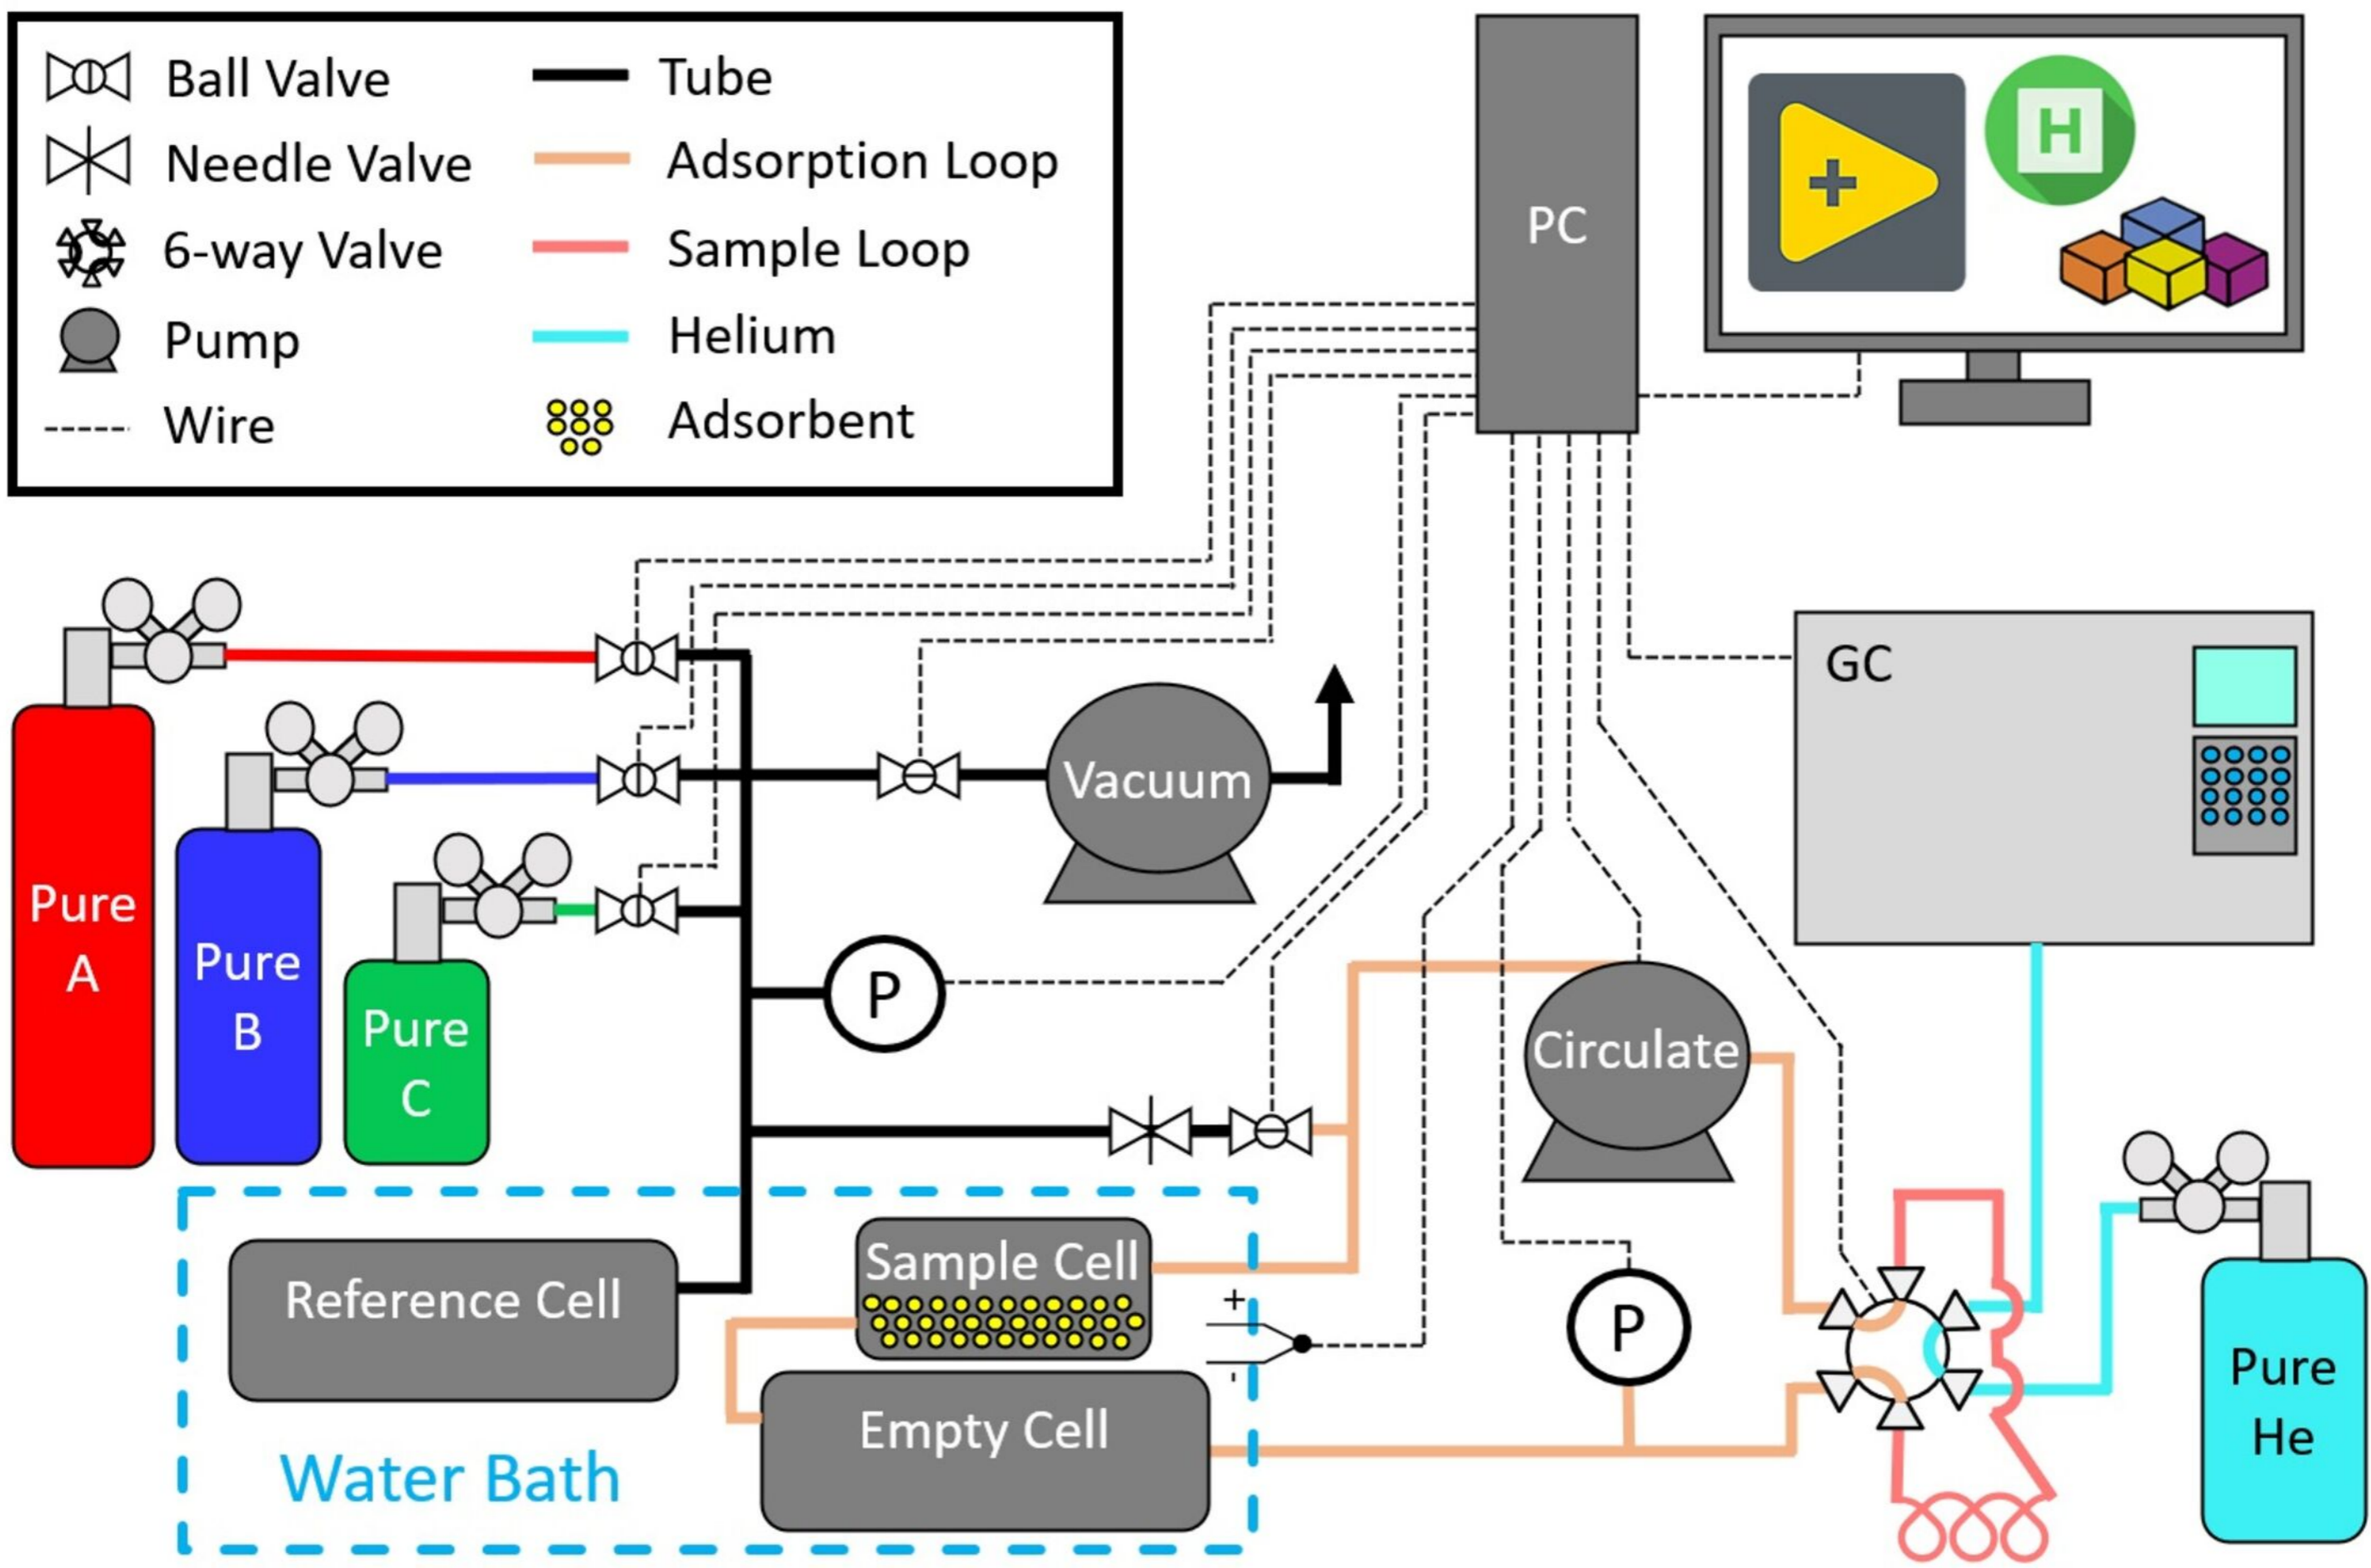 Ball Valve
Tube
Needle Valve
Adsorption Loop
6-way Valve
Sample Loop
Pump
Helium
Wire
Adsorbent
PC
+
H
GC
Vacuum
Pure
A
Pure
B
Pure
C
P
Circulate
Reference Cell
Sample Cell
+
-
P
Empty Cell
Water Bath
Pure
He